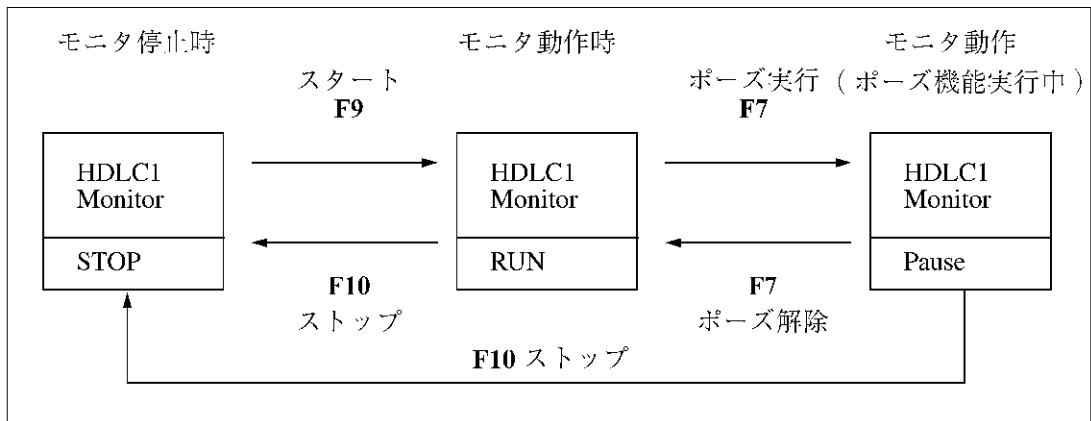 モニタ停止時
モニタ動作時
モニタ動作
(ポーズ機能実行中)
スタート
F9
ポーズ実行
F7
HDLC1
Monitor
STOP
HDLC1
Monitor
RUN
HDLC1
Monitor
Pause
F10
ストップ
F7
ポーズ解除
F10 ストップ